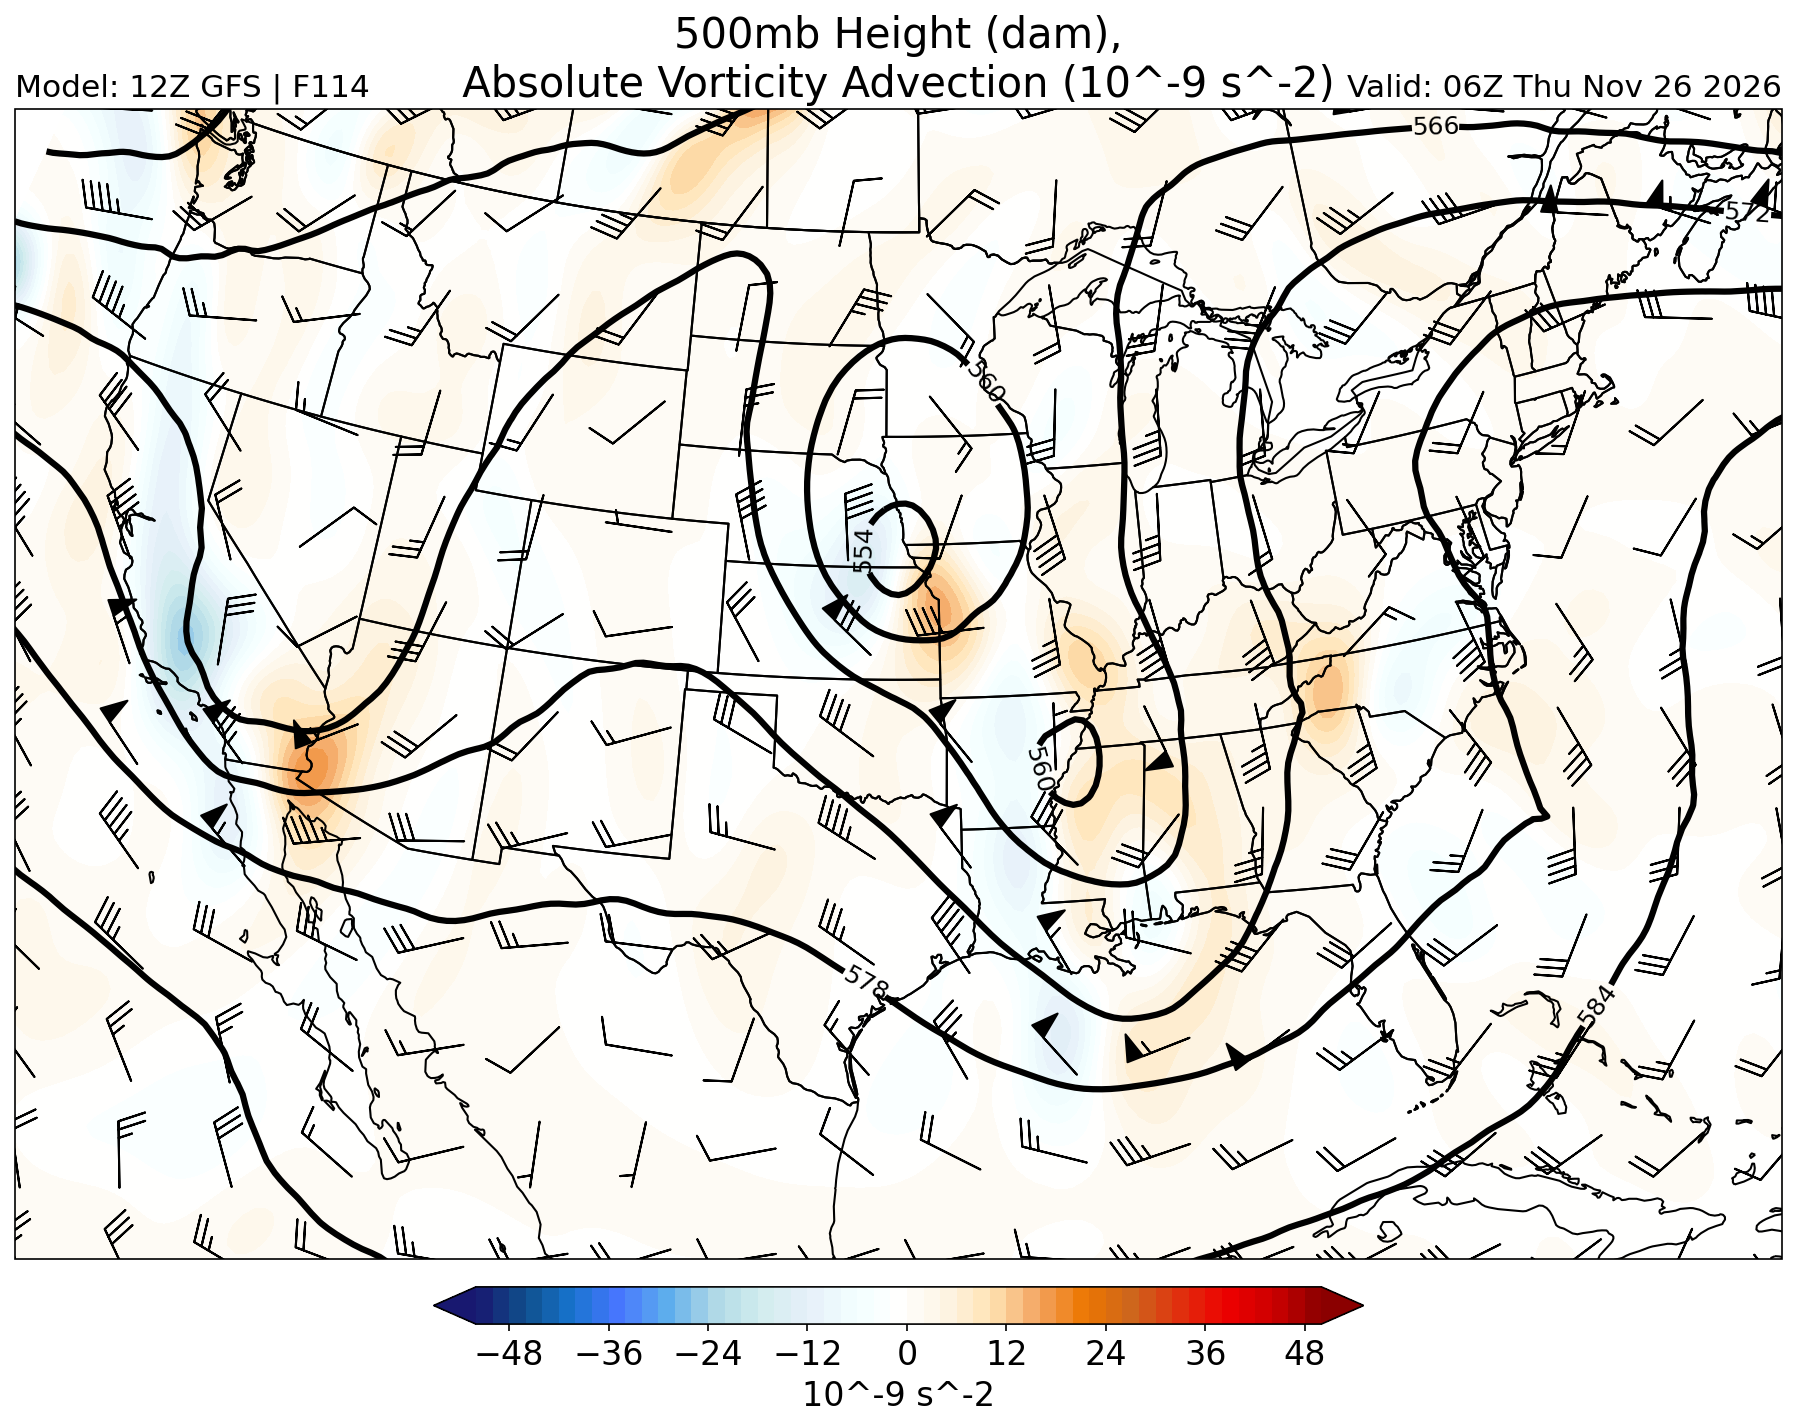 500mb Height (dam),
Model: 12Z GFS | F114
Absolute Vorticity Advection (10^-9 s^-2)
Valid: 06Z Thu Nov 26 2026
566
572
560
554
560
578
584
−48 −36 −24 −12 0 12 24 36 48
10^-9 s^-2